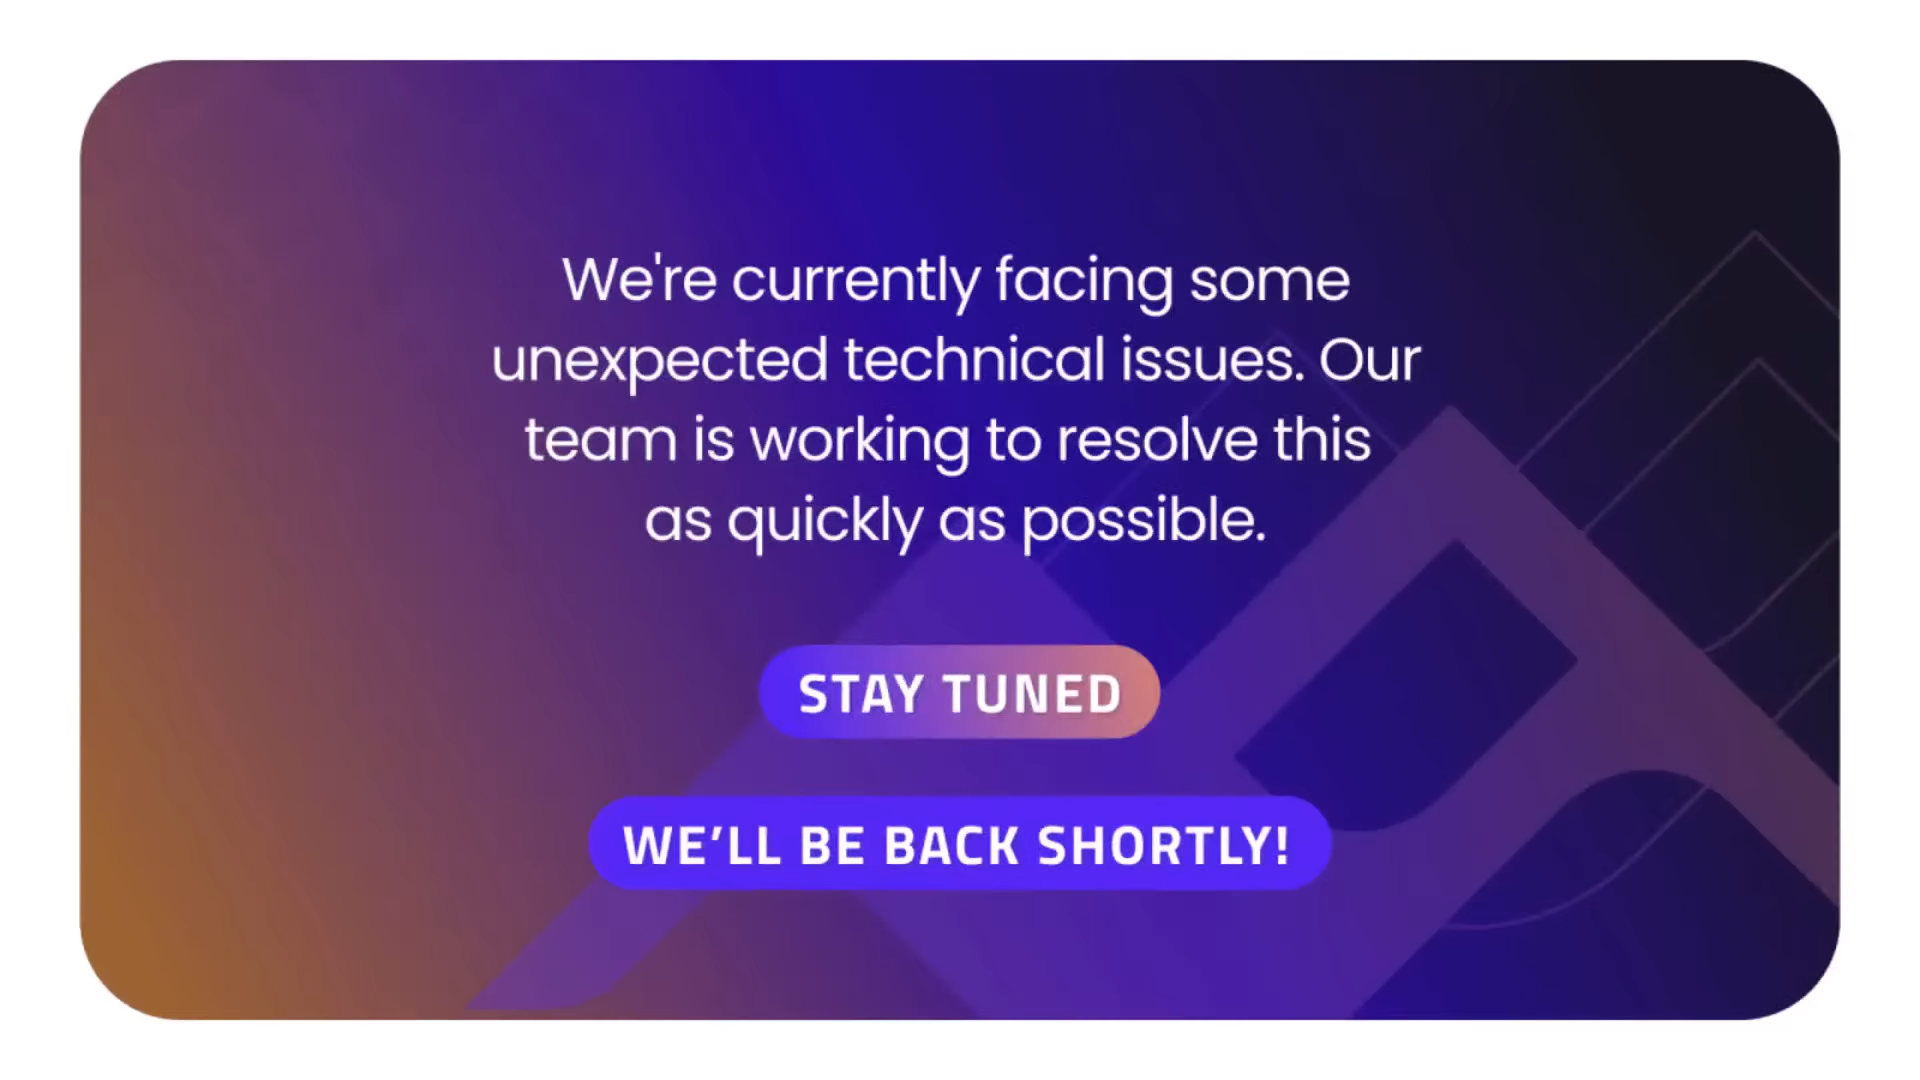 We're currently facing some
unexpected technical issues. Our
team is working to resolve this
as quickly as possible.
STAY TUNED
WE’LL BE BACK SHORTLY!